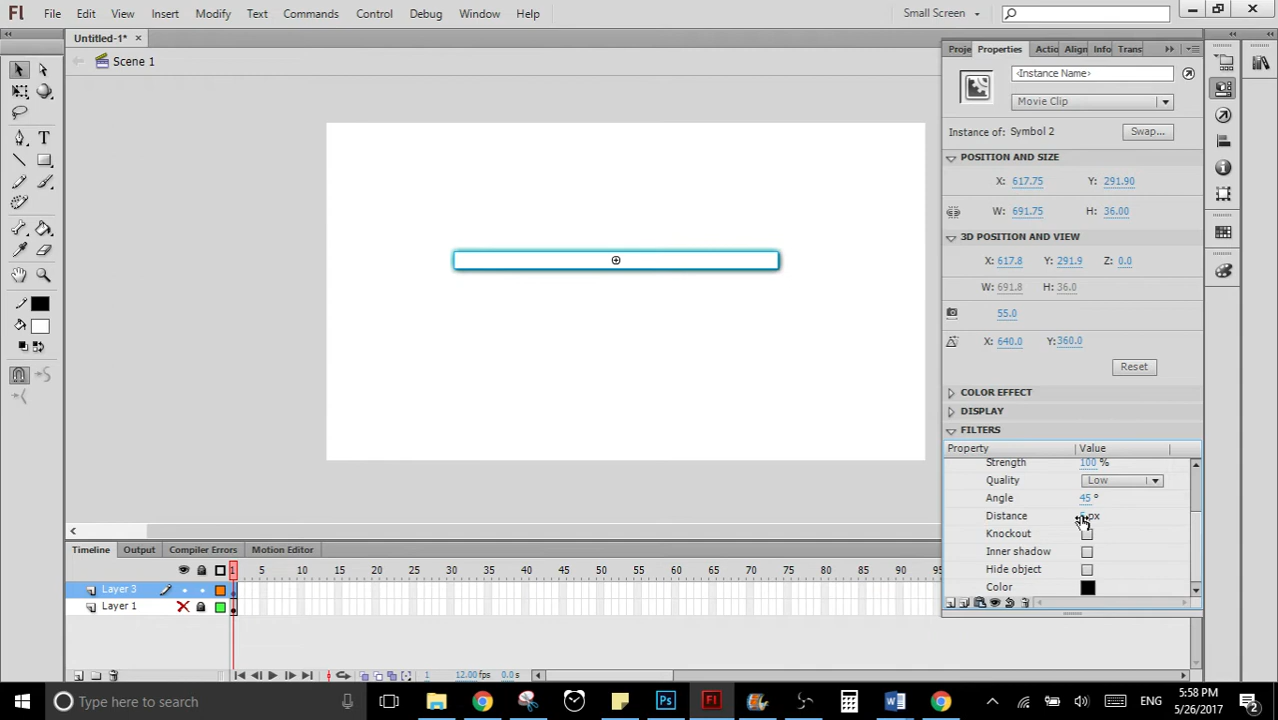 Fl File Edit View Insert Modify Text Commands Control Debug Window Help Small Screen
Untitled-1* ×
Scene 1
Proje Properties Actio Align Info Trans
<Instance Name>
Movie Clip
Instance of: Symbol 2 Swap...
POSITION AND SIZE
X: 617.75 Y: 291.90
W: 691.75 H: 36.00
3D POSITION AND VIEW
X: 617.8 Y: 291.9 Z: 0.0
W: 691.8 H: 36.0
55.0
X: 640.0 Y: 360.0
Reset
COLOR EFFECT
DISPLAY
FILTERS
Property Value
Strength 100 %
Quality Low
Angle 45 °
Distance px
Knockout
Inner shadow
Hide object
Color
Timeline Output Compiler Errors Motion Editor
1 5 10 15 20 25 30 35 40 45 50 55 60 65 70 75 80 85 90 95
Layer 3
Layer 1
1 12.00 fps 0.0 s
Type here to search Ps Fl W ENG 5:58 PM
5/26/2017 2